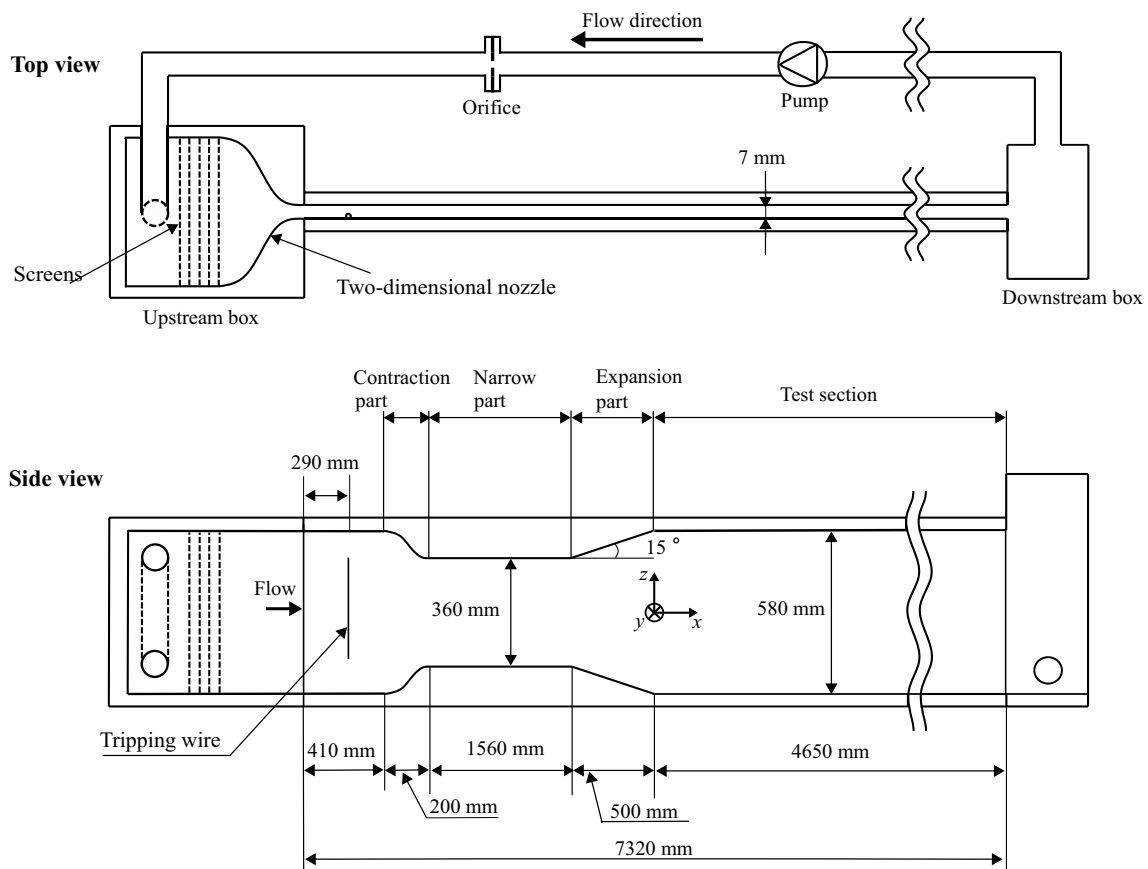 Flow direction
Top view
Orifice
Pump
7 mm
Screens
Two-dimensional nozzle
Upstream box
Downstream box
Contraction part
Narrow part
Expansion part
Test section
290 mm
Side view
15 °
Flow
360 mm
z
y
x
580 mm
Tripping wire
410 mm
1560 mm
4650 mm
200 mm
500 mm
7320 mm